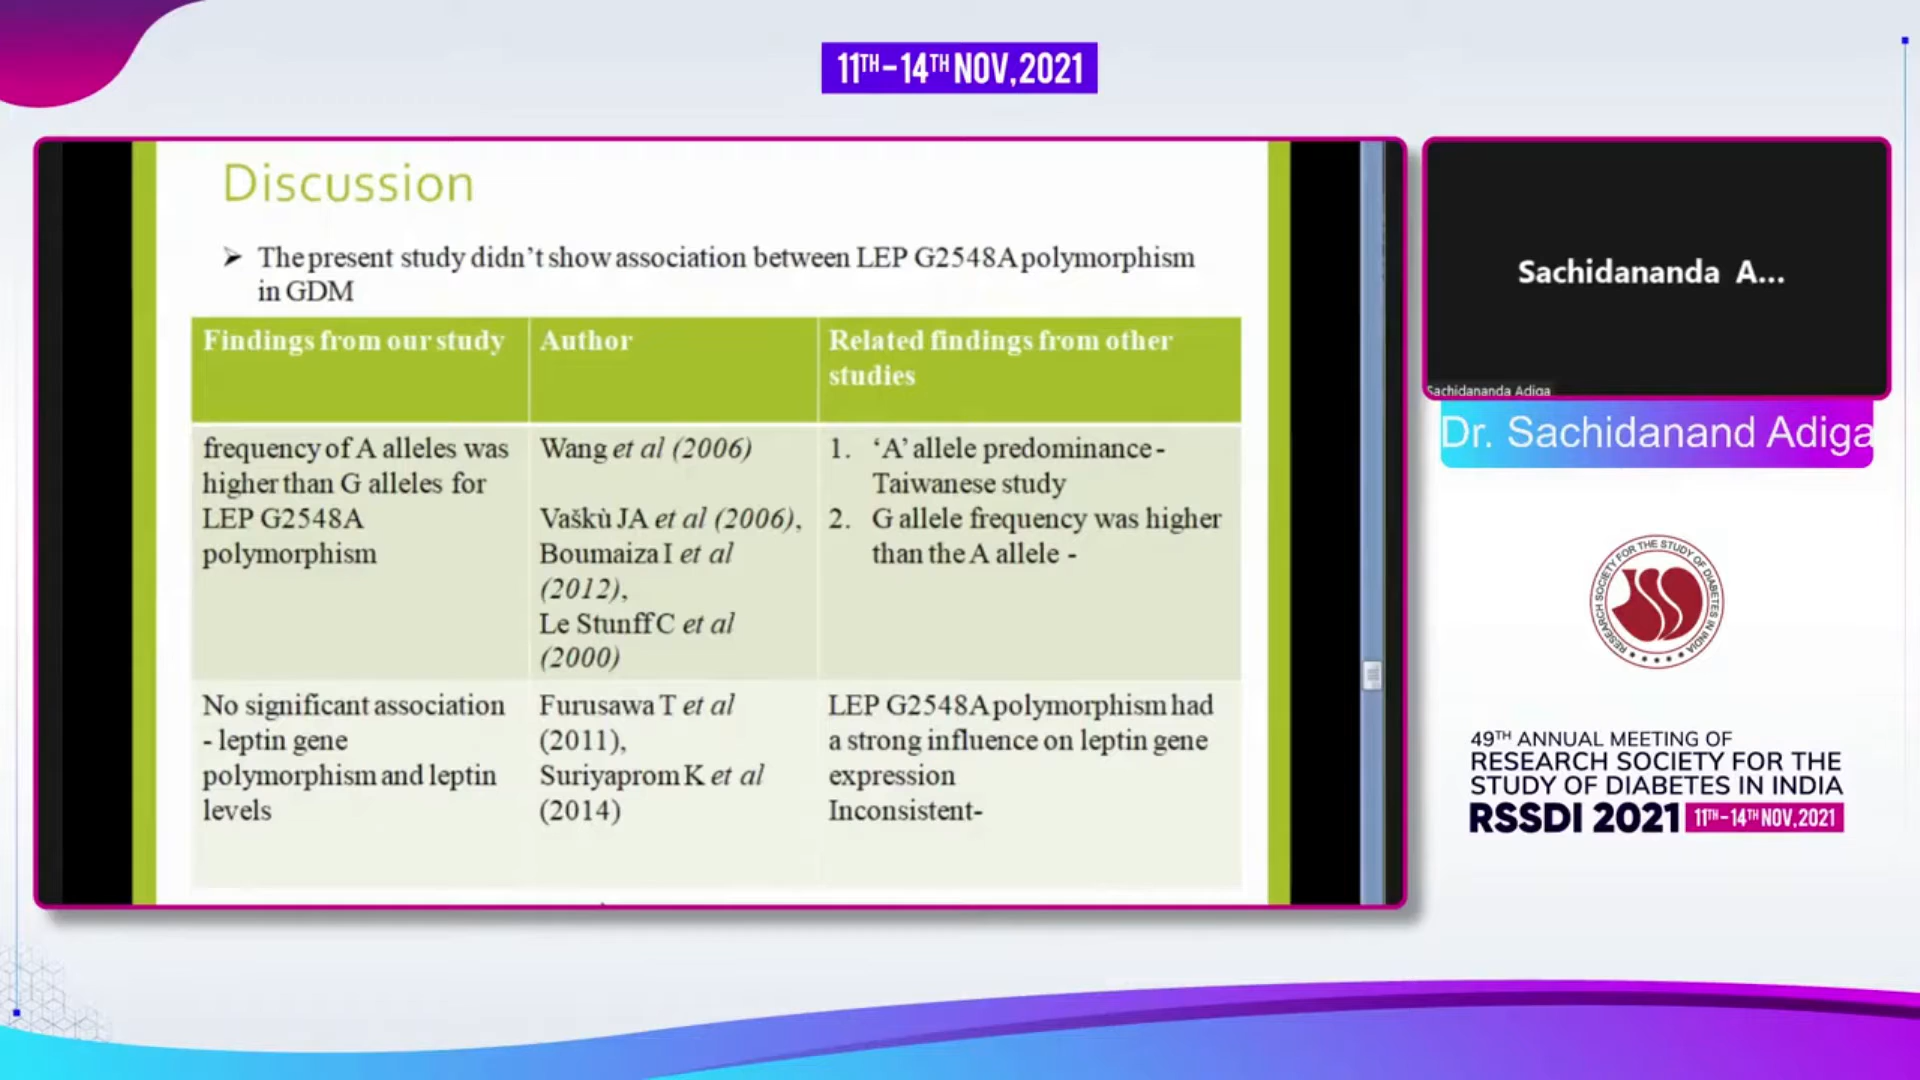 11TH-14TH NOV,2021
Discussion
➢ The present study didn't show association between LEP G2548A polymorphism
in GDM
Findings from our study
Author
Related findings from other
studies
frequency of A alleles was
higher than G alleles for
LEP G2548A
polymorphism
Wang et al (2006)
Vaškù JA et al (2006),
Boumaiza I et al
(2012),
Le Stunff C et al
(2000)
1. ‘A’ allele predominance -
Taiwanese study
2. G allele frequency was higher
than the A allele -
No significant association
- leptin gene
polymorphism and leptin
levels
Furusawa T et al
(2011),
Suriyaprom K et al
(2014)
LEP G2548A polymorphism had
a strong influence on leptin gene
expression
Inconsistent-
Sachidananda A...
Sachidananda Adiga
Dr. Sachidanand Adiga
RESEARCH SOCIETY FOR THE STUDY OF DIABETES IN INDIA
49TH ANNUAL MEETING OF
RESEARCH SOCIETY FOR THE
STUDY OF DIABETES IN INDIA
RSSDI 2021 11TH-14TH NOV,2021